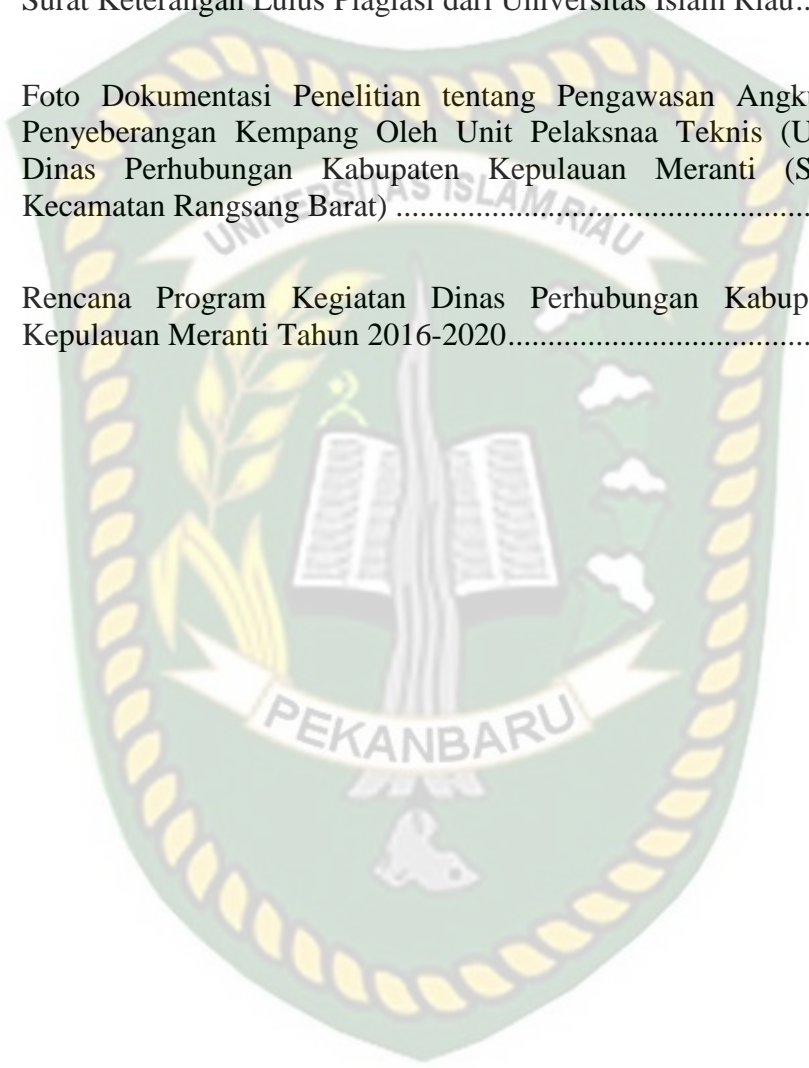 Surat Keterangan Lulus Plagiasi dari Universitas Islam Riau..
Foto Dokumentasi Penelitian tentang Pengawasan
Penyeberangan Kempang Oleh Unit Pelaksnaa Teknis
Dinas Perhubungan Kabupaten Kepulauan Meranti
Kecamatan Rangsang Barat) ....................................................
UNIVERSITAS ISLAM RIAU
Rencana Program Kegiatan Dinas Perhubungan
Kepulauan Meranti Tahun 2016-2020......................................
PEKANBARU